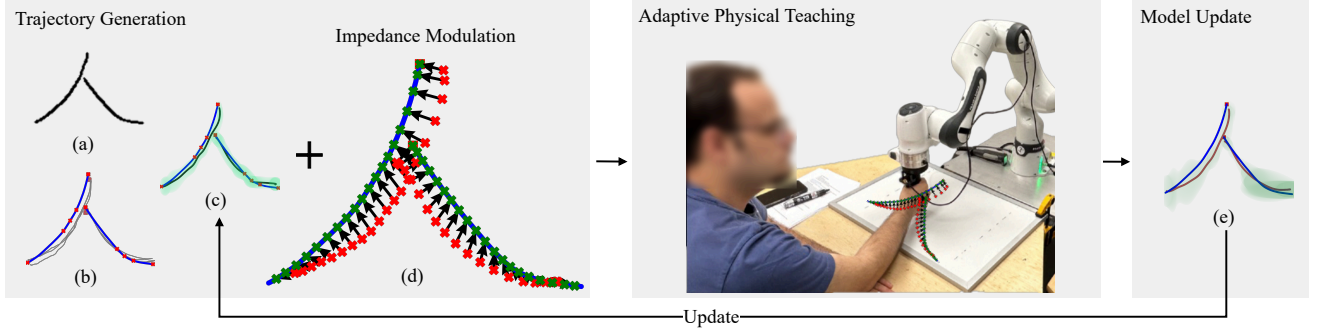 Trajectory Generation
Impedance Modulation
Adaptive Physical Teaching
Model Update
(a)
(b)
(c)
(d)
(e)
Update